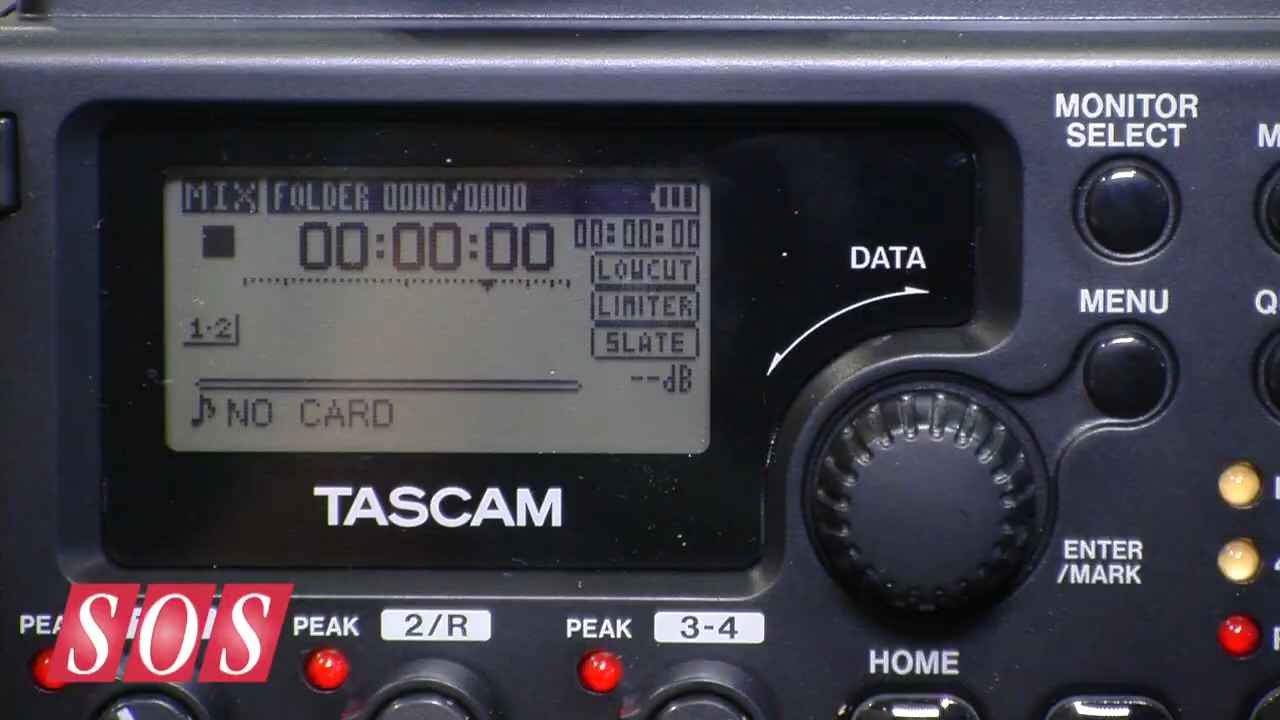 MONITOR
SELECT
MIX FOLDER 0000/0000
00:00:00 00:00:00
LOWCUT
LIMITER
1·2
SLATE
--dB
NO CARD
DATA
MENU
TASCAM
ENTER
/MARK
SOS
PEAK 2/R
PEAK 3-4
HOME